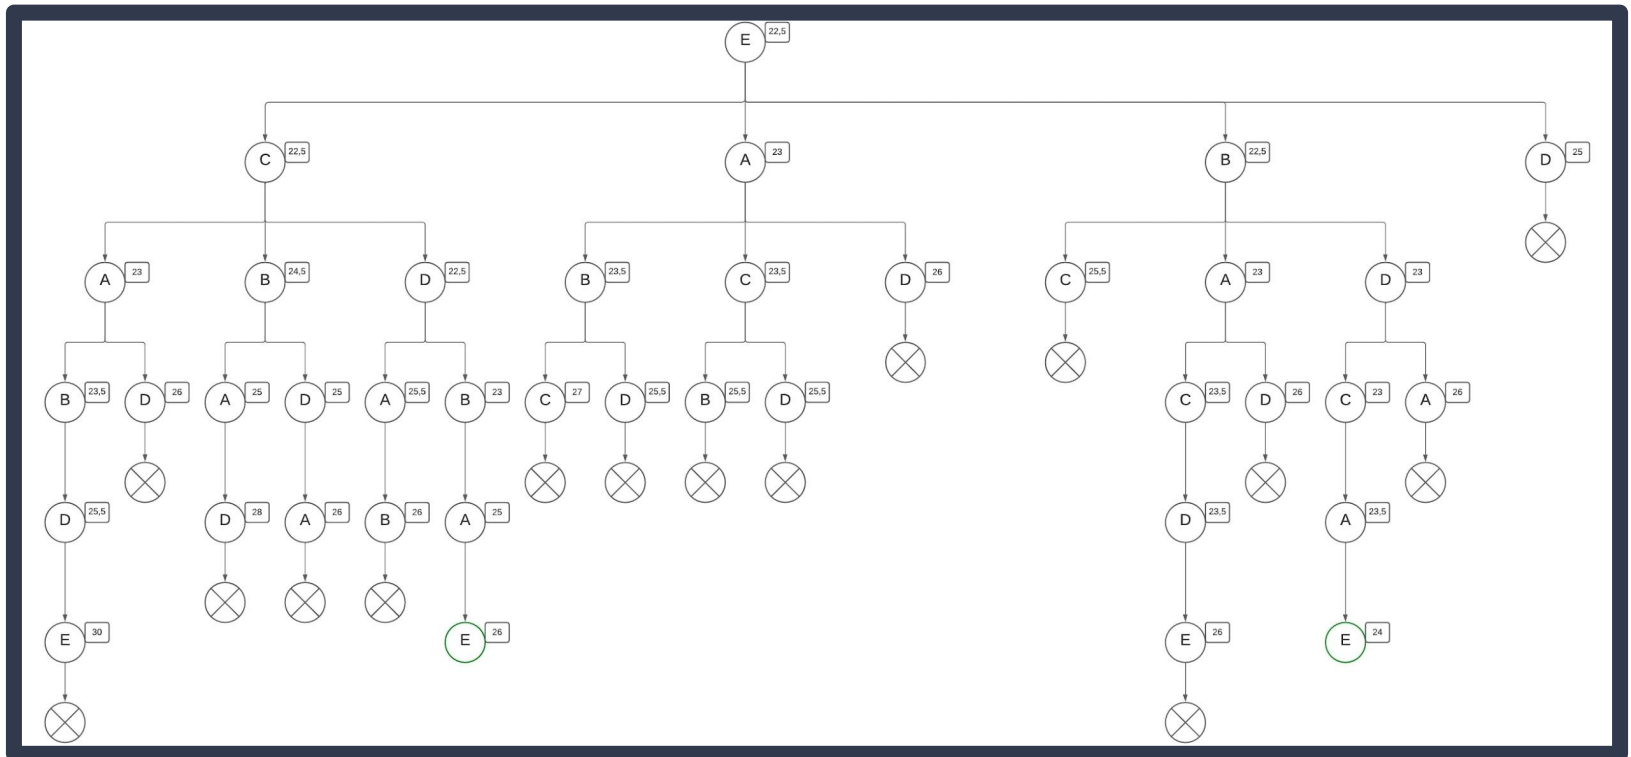 E 22,5
C 22,5 A 23 B 22,5 D 25
A 23 B 24,5 D 22,5 B 23,5 C 23,5 D 26 C 25,5 A 23 D 23
B 23,5 D 26 A 25 D 25 A 25,5 B 23 C 27 D 25,5 B 25,5 D 25,5 C 23,5 D 26 C 23 A 26
D 25,5 D 28 A 26 B 26 A 25 D 23,5 A 23,5
E 30 E 26 E 26 E 24